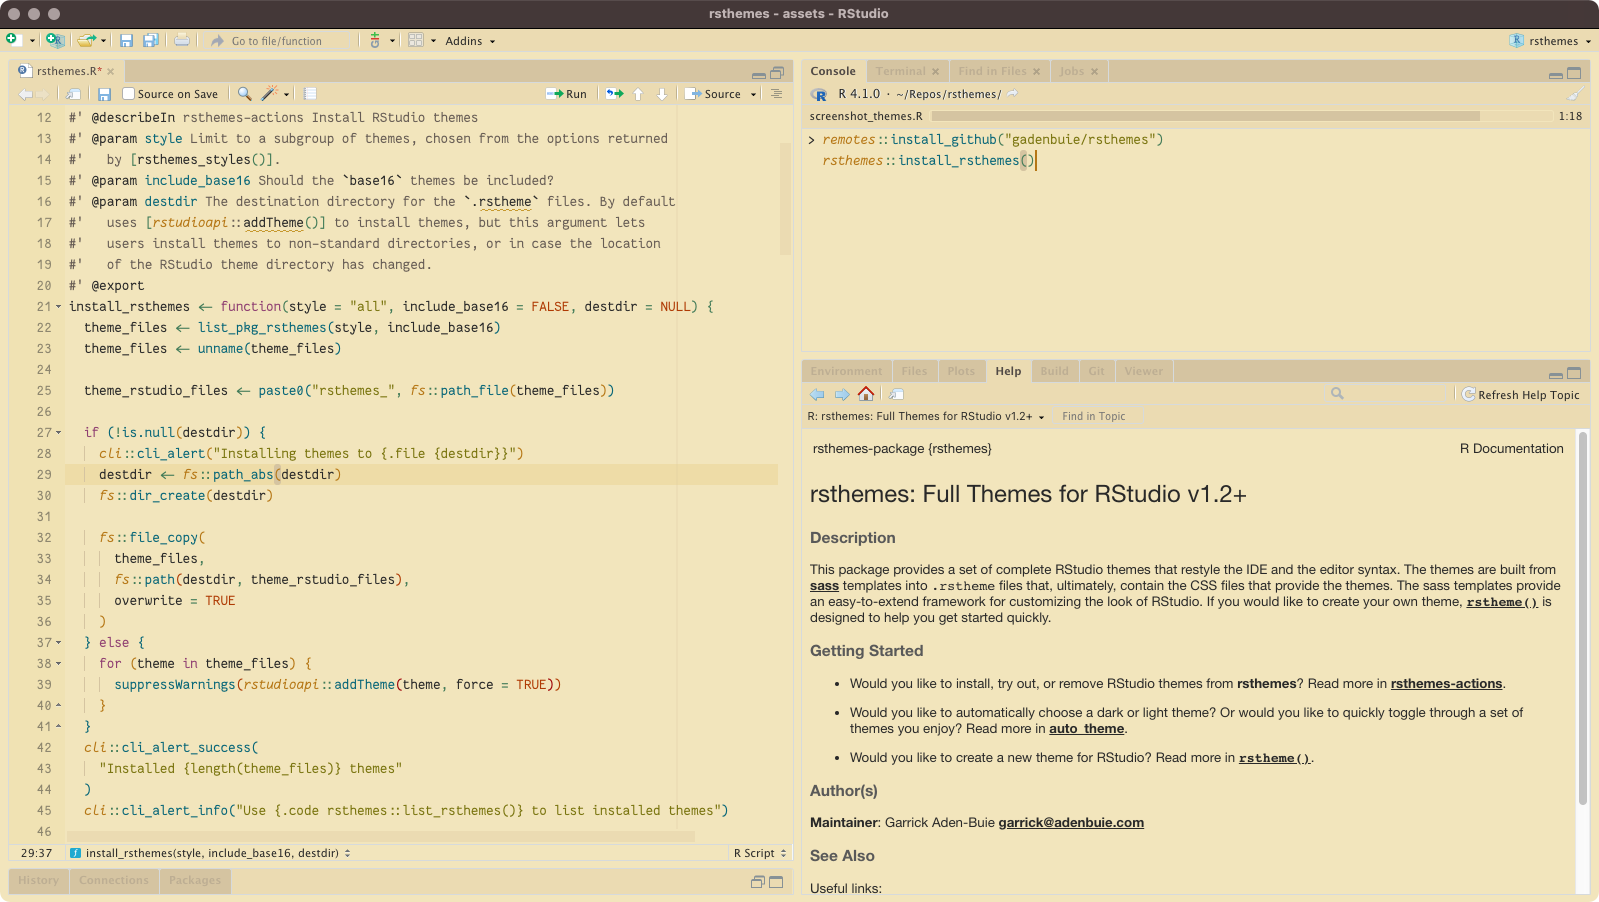 rsthemes - assets - RStudio
Go to file/function
Addins
rsthemes
rsthemes.R*
Source on Save
Run
Source
12 #' @describeIn rsthemes-actions Install RStudio themes
13 #' @param style Limit to a subgroup of themes, chosen from the options returned
14 #'   by [rsthemes_styles()].
15 #' @param include_base16 Should the `base16` themes be included?
16 #' @param destdir The destination directory for the `.rstheme` files. By default
17 #'   uses [rstudioapi::addTheme()] to install themes, but this argument lets
18 #'   users install themes to non-standard directories, or in case the location
19 #'   of the RStudio theme directory has changed.
20 #' @export
21 install_rsthemes <- function(style = "all", include_base16 = FALSE, destdir = NULL) {
22   theme_files <- list_pkg_rsthemes(style, include_base16)
23   theme_files <- unname(theme_files)
24
25   theme_rstudio_files <- paste0("rsthemes_", fs::path_file(theme_files))
26
27   if (!is.null(destdir)) {
28     cli::cli_alert("Installing themes to {.file {destdir}}")
29     destdir <- fs::path_abs(destdir)
30     fs::dir_create(destdir)
31
32     fs::file_copy(
33       theme_files,
34       fs::path(destdir, theme_rstudio_files),
35       overwrite = TRUE
36     )
37   } else {
38     for (theme in theme_files) {
39       suppressWarnings(rstudioapi::addTheme(theme, force = TRUE))
40     }
41   }
42   cli::cli_alert_success(
43     "Installed {length(theme_files)} themes"
44   )
45   cli::cli_alert_info("Use {.code rsthemes::list_rsthemes()} to list installed themes")
46
29:37 install_rsthemes(style, include_base16, destdir) R Script
History Connections Packages
Console Terminal Find in Files Jobs
R 4.1.0 · ~/Repos/rsthemes/
screenshot_themes.R 1:18
> remotes::install_github("gadenbuie/rsthemes")
rsthemes::install_rsthemes()
Environment Files Plots Help Build Git Viewer
Refresh Help Topic
R: rsthemes: Full Themes for RStudio v1.2+ Find in Topic
rsthemes-package {rsthemes} R Documentation
rsthemes: Full Themes for RStudio v1.2+
Description
This package provides a set of complete RStudio themes that restyle the IDE and the editor syntax. The themes are built from
sass templates into .rstheme files that, ultimately, contain the CSS files that provide the themes. The sass templates provide
an easy-to-extend framework for customizing the look of RStudio. If you would like to create your own theme, rstheme() is
designed to help you get started quickly.
Getting Started
• Would you like to install, try out, or remove RStudio themes from rsthemes? Read more in rsthemes-actions.
• Would you like to automatically choose a dark or light theme? Or would you like to quickly toggle through a set of
themes you enjoy? Read more in auto_theme.
• Would you like to create a new theme for RStudio? Read more in rstheme().
Author(s)
Maintainer: Garrick Aden-Buie garrick@adenbuie.com
See Also
Useful links: